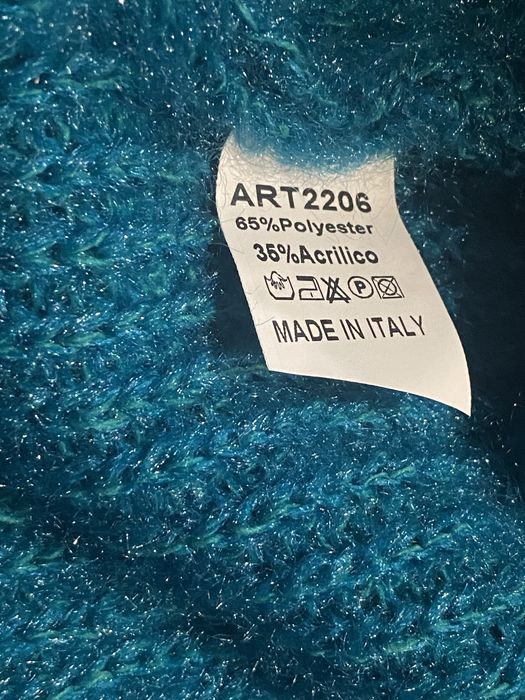 ART2206
65%Polyester
35%Acrilico
P
MADE IN ITALY